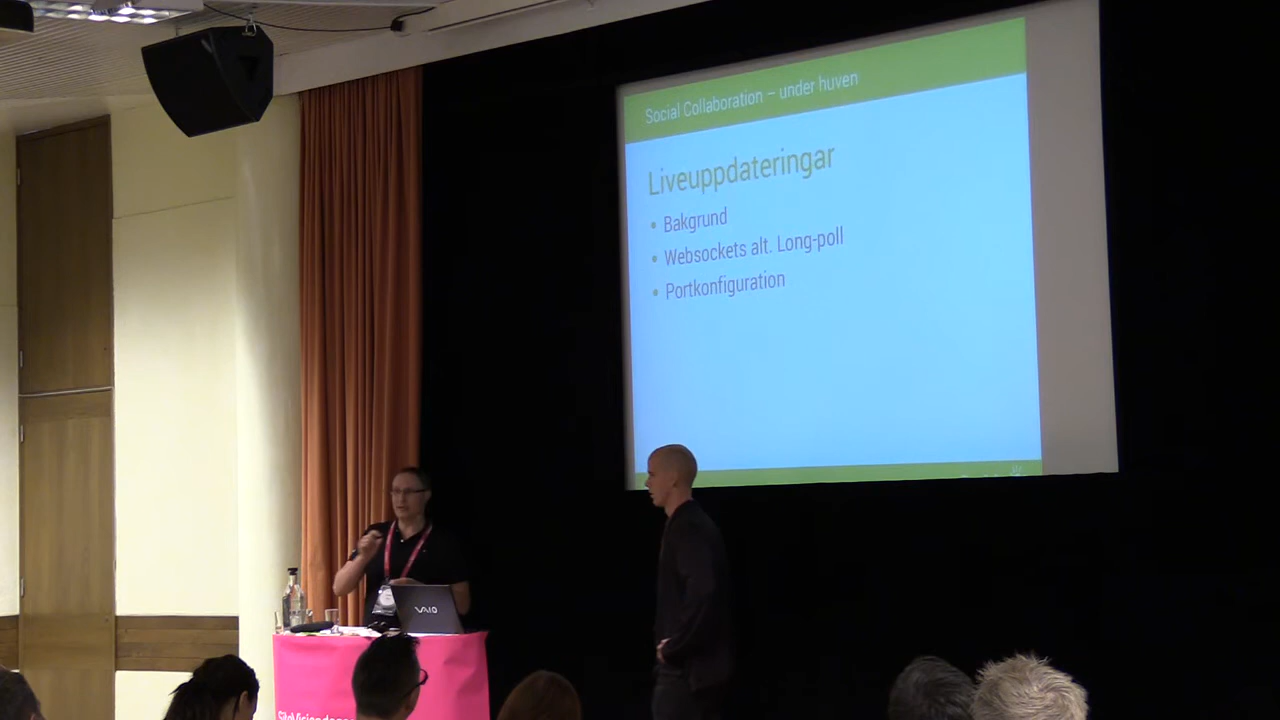 Social Collaboration – under huven
Liveuppdateringar
• Bakgrund
• Websockets alt. Long-poll
• Portkonfiguration
VAIO